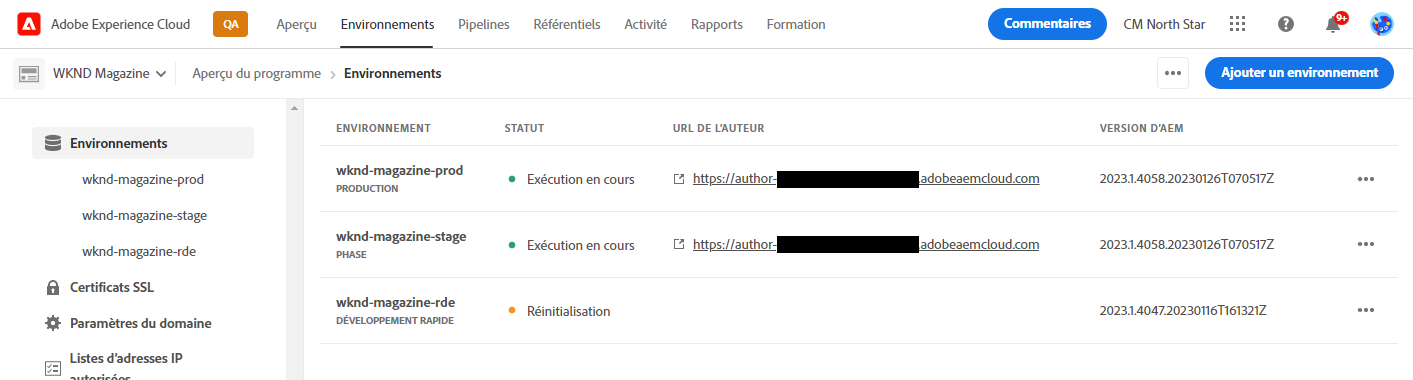 Adobe Experience Cloud QA Aperçu Environnements Pipelines Référentiels Activité Rapports Formation Commentaires CM North Star 9+
WKND Magazine Aperçu du programme › Environnements ••• Ajouter un environnement
Environnements
wknd-magazine-prod
wknd-magazine-stage
wknd-magazine-rde
Certificats SSL
Paramètres du domaine
Listes d'adresses IP
autorisées
ENVIRONNEMENT STATUT URL DE L'AUTEUR VERSION D'AEM
wknd-magazine-prod
PRODUCTION
Exécution en cours https://author- .adobeaemcloud.com 2023.1.4058.20230126T070517Z
wknd-magazine-stage
PHASE
Exécution en cours https://author- .adobeaemcloud.com 2023.1.4058.20230126T070517Z
wknd-magazine-rde
DÉVELOPPEMENT RAPIDE
Réinitialisation 2023.1.4047.20230116T161321Z